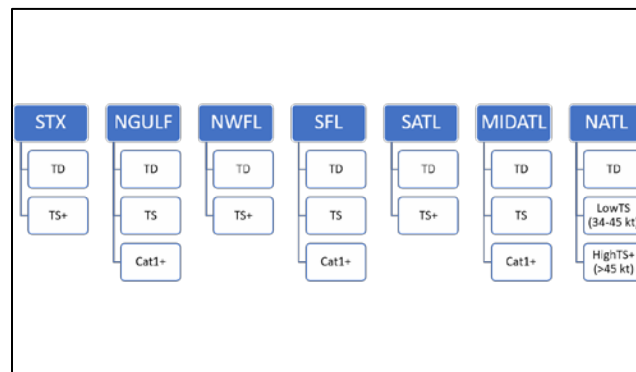 STX
TD
TS+
NGULF
TD
TS
Cat1+
NWFL
TD
TS+
SFL
TD
TS
Cat1+
SATL
TD
TS+
MIDATL
TD
TS
Cat1+
NATL
TD
LowTS
(34-45 kt)
HighTS+
(>45 kt)